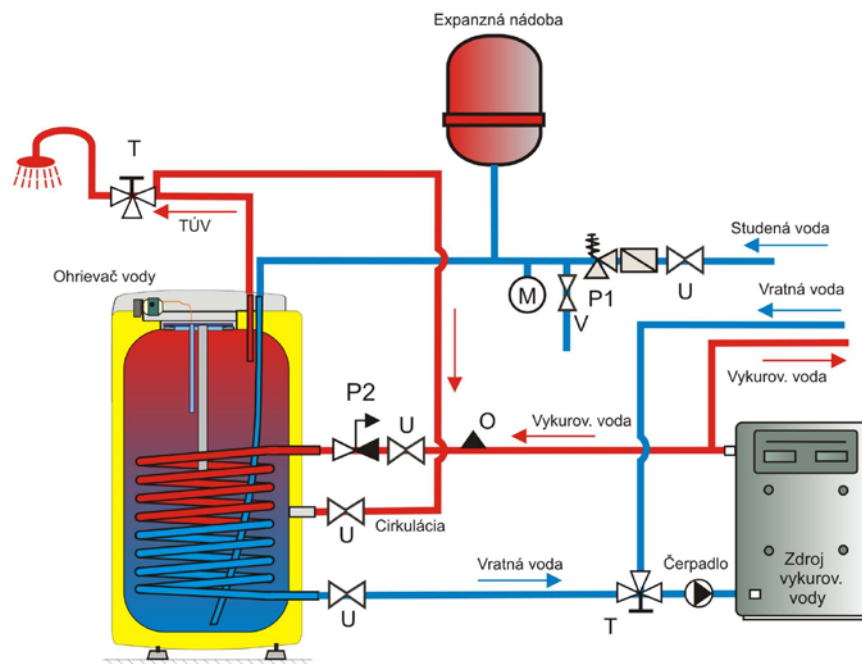 Expanzná nádoba
T
TÚV
Studená voda
Ohrievač vody
M
V
P1
U
Vratná voda
Vykurov. voda
P2
U
O
Vykurov. voda
U
Cirkulácia
Vratná voda
Čerpadlo
Zdroj
vykurov.
vody
U
T